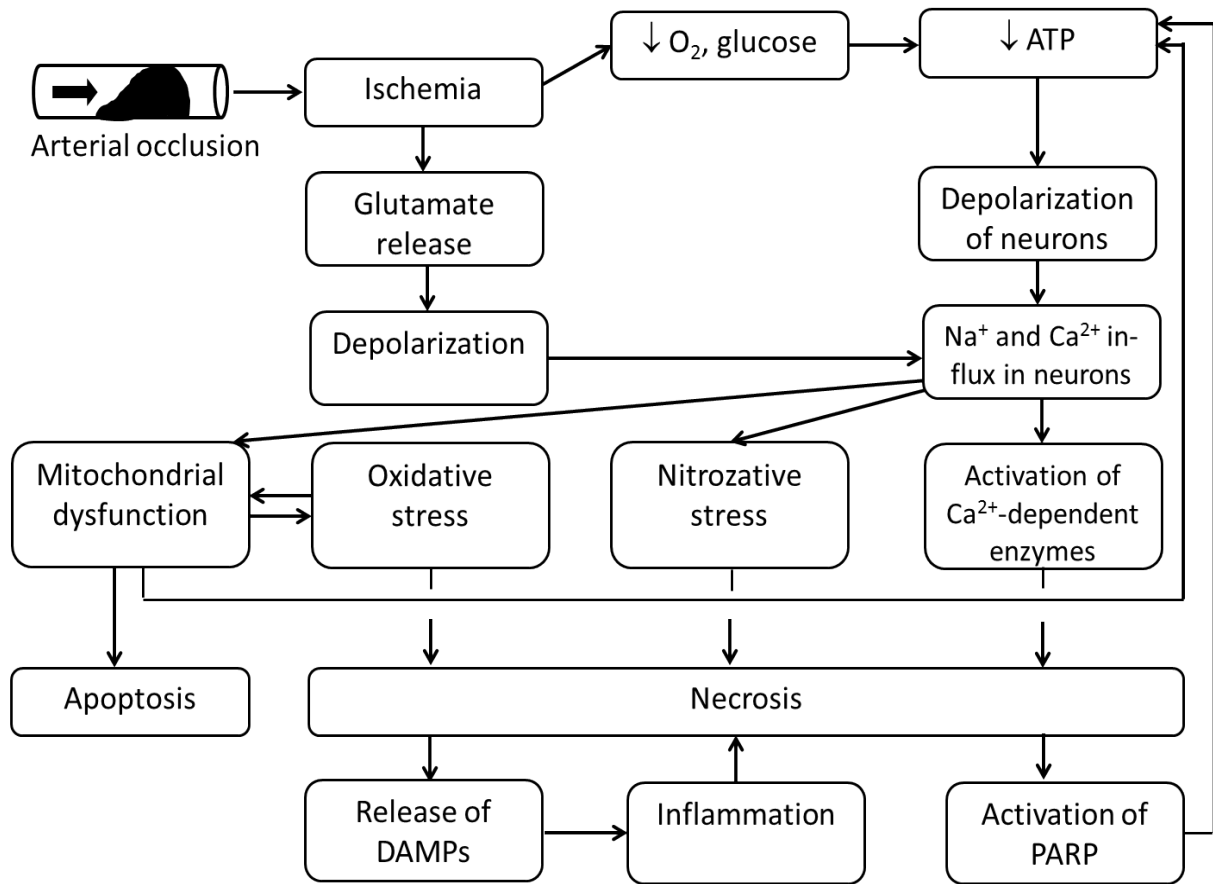 ↓ O₂, glucose
↓ ATP
Ischemia
Arterial occlusion
Glutamate
release
Depolarization
of neurons
Depolarization
Na⁺ and Ca²⁺ in-
flux in neurons
Mitochondrial
dysfunction
Oxidative
stress
Nitrozative
stress
Activation of
Ca²⁺-dependent
enzymes
Apoptosis
Necrosis
Release of
DAMPs
Inflammation
Activation of
PARP